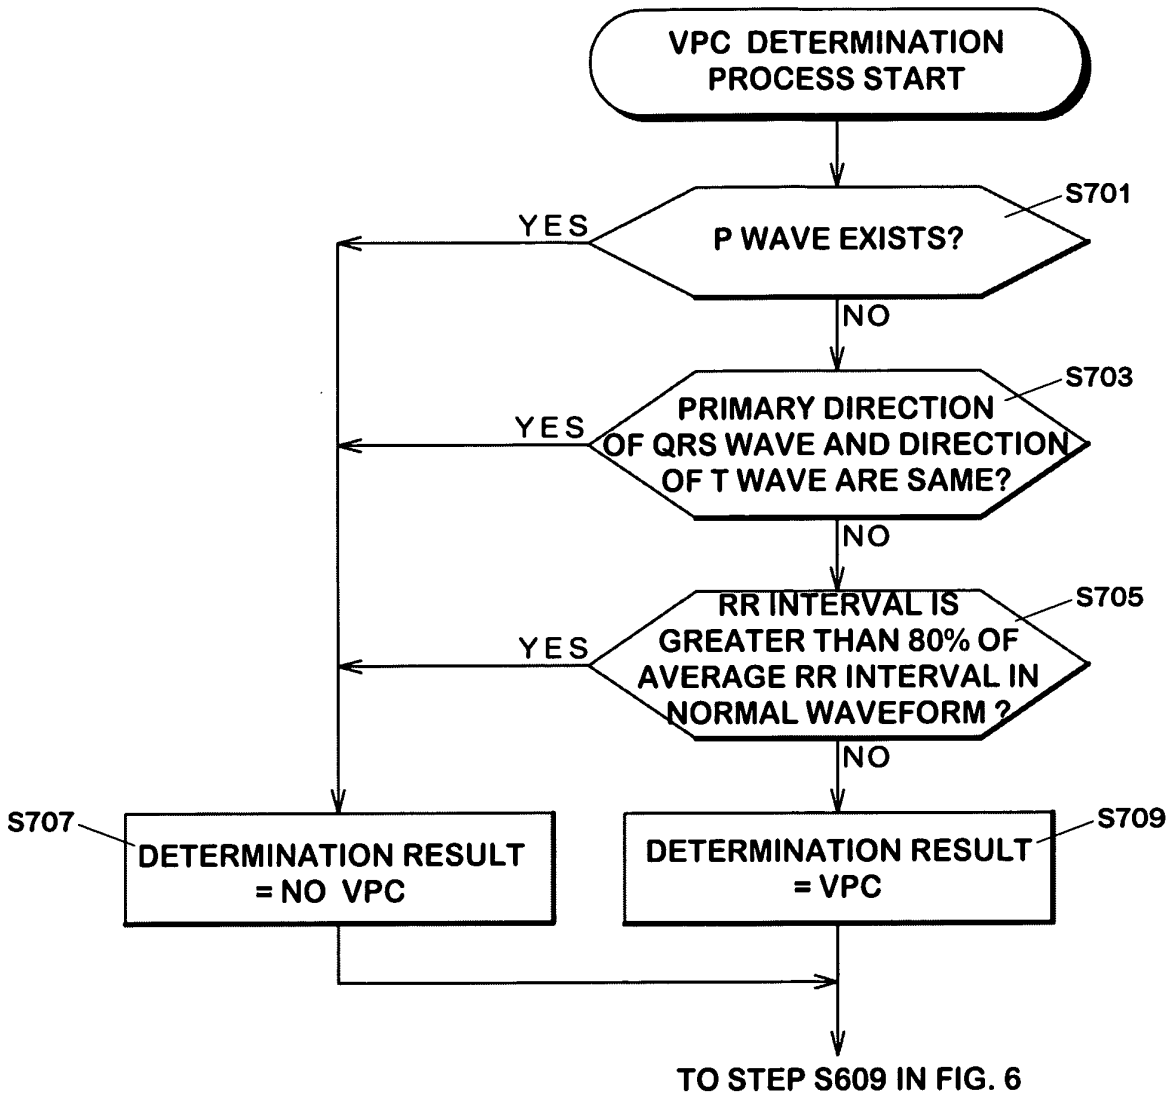 VPC DETERMINATION
PROCESS START
S701
YES
P WAVE EXISTS?
NO
S703
YES
PRIMARY DIRECTION
OF QRS WAVE AND DIRECTION
OF T WAVE ARE SAME?
NO
S705
YES
RR INTERVAL IS
GREATER THAN 80% OF
AVERAGE RR INTERVAL IN
NORMAL WAVEFORM ?
NO
S707
DETERMINATION RESULT
= NO VPC
S709
DETERMINATION RESULT
= VPC
TO STEP S609 IN FIG. 6